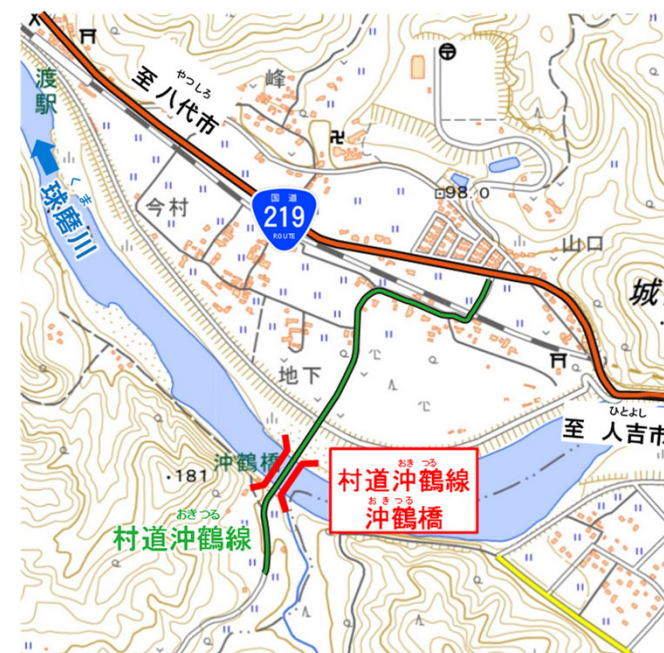 渡駅
やつしろ
至 八代市
峰
くま
球磨川
今村
国道
219
ROUTE
98.0
山口
城
地下
ひとよし
至 人吉市
沖鶴橋
181
おきつる
村道沖鶴線
おきつる
沖鶴橋
おきつる
村道沖鶴線